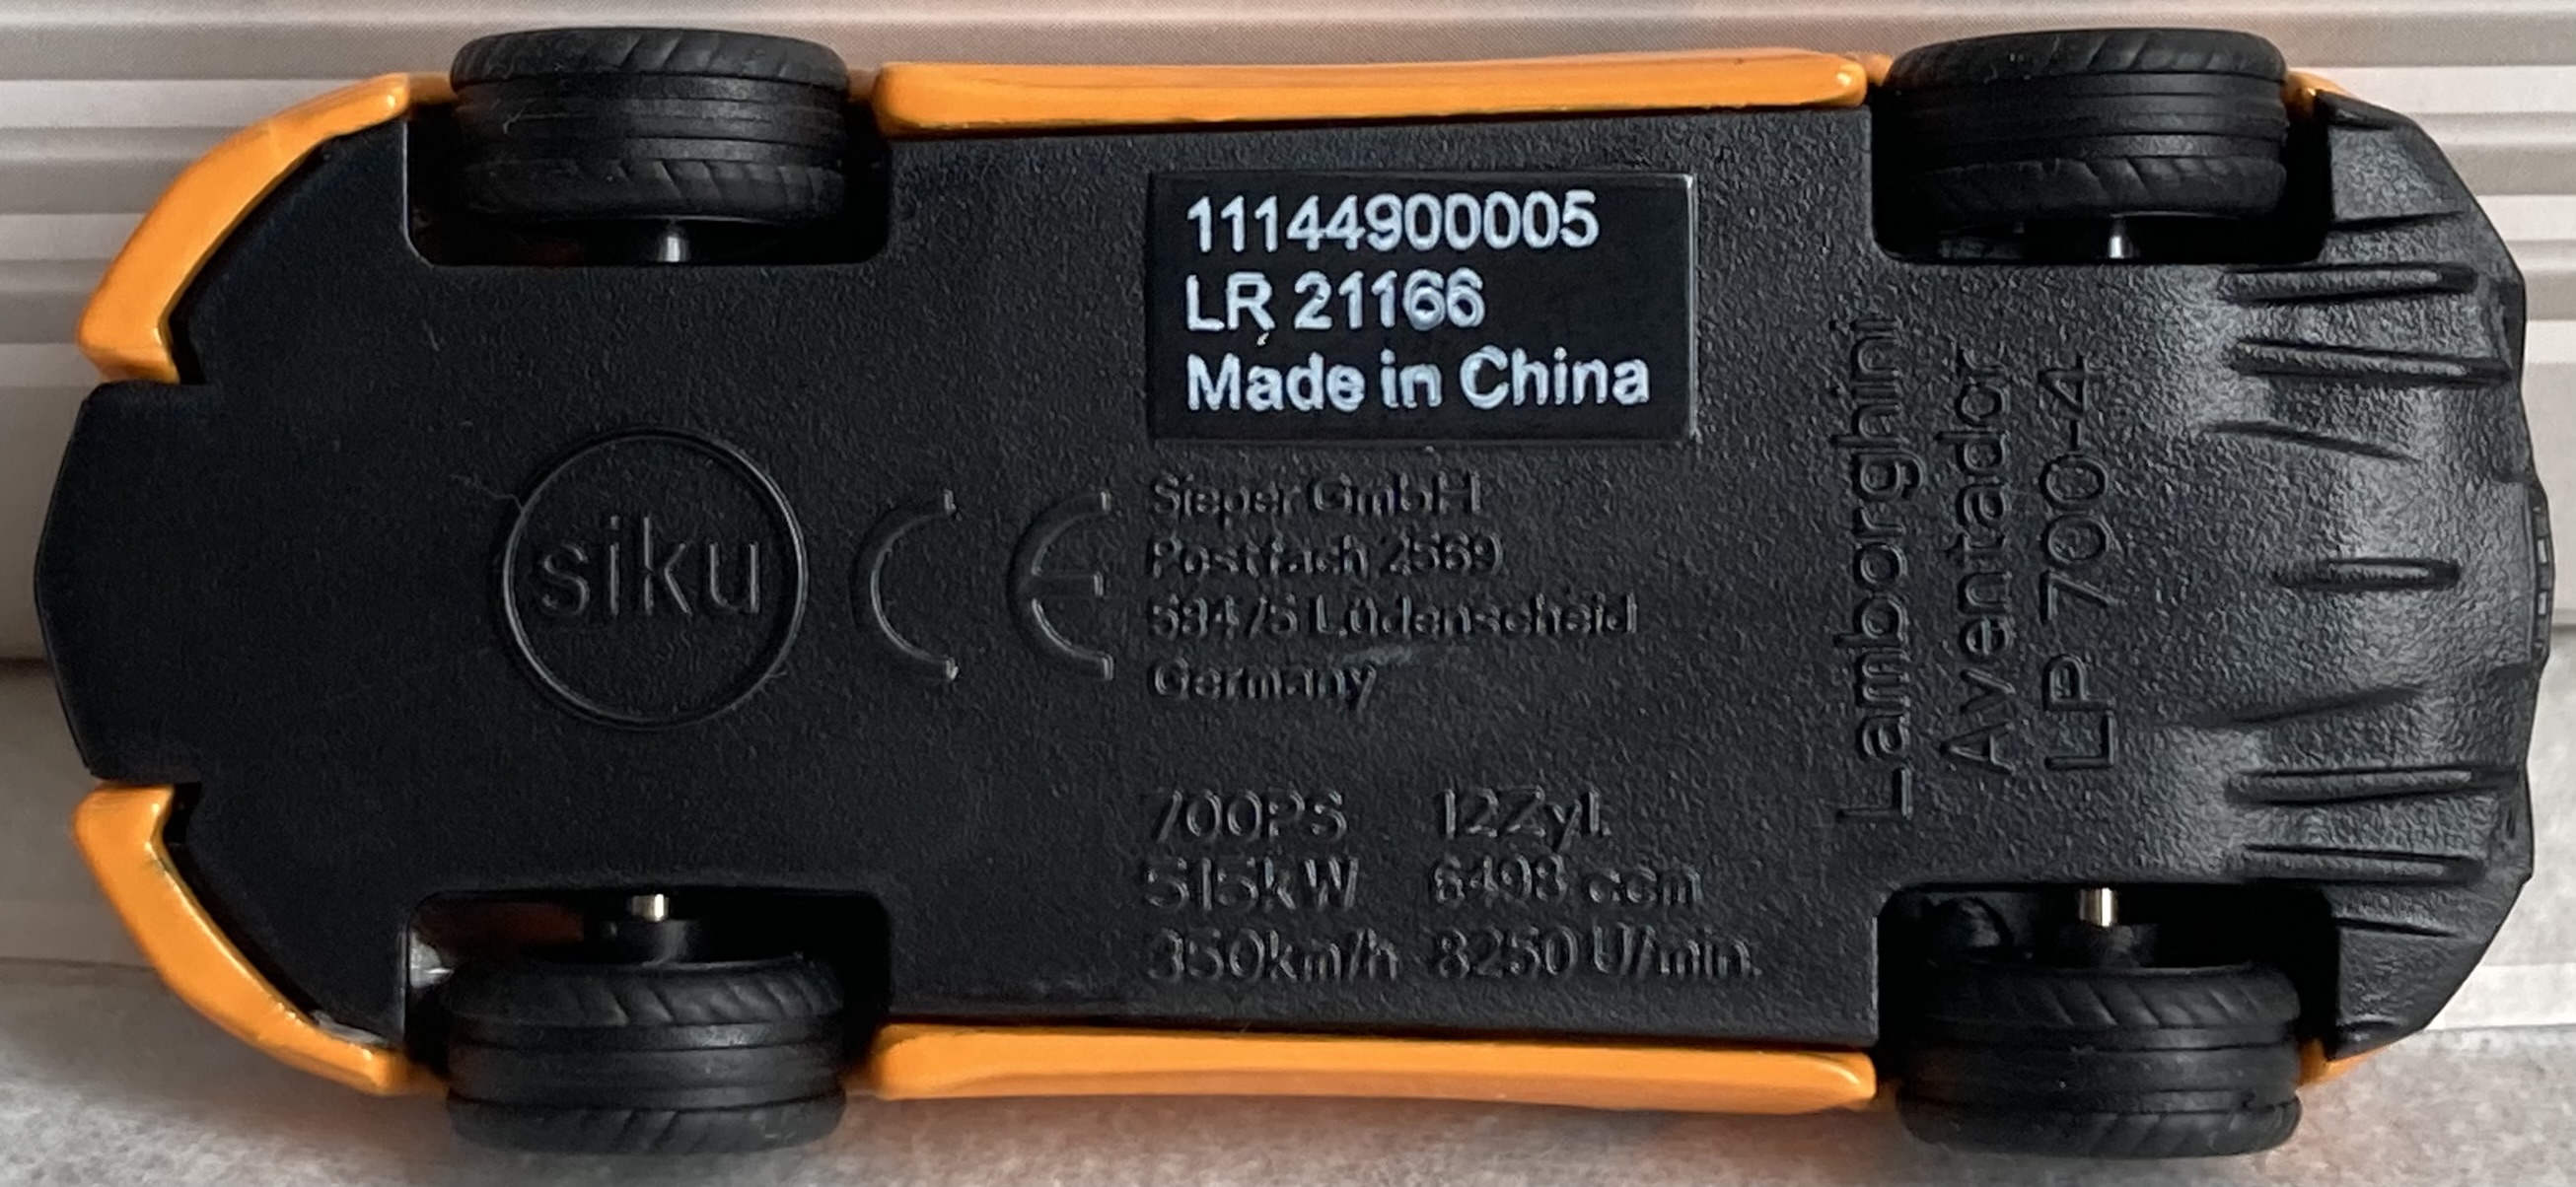 11144900005
LR 21166
Made in China
siku
CE
Sieper GmbH
Postfach 2569
58475 Lüdenscheid
Germany
700PS 12Zyl.
515kW 6498 ccm
350km/h 8250 U/min.
Lamborghini
Aventador
LP 700-4